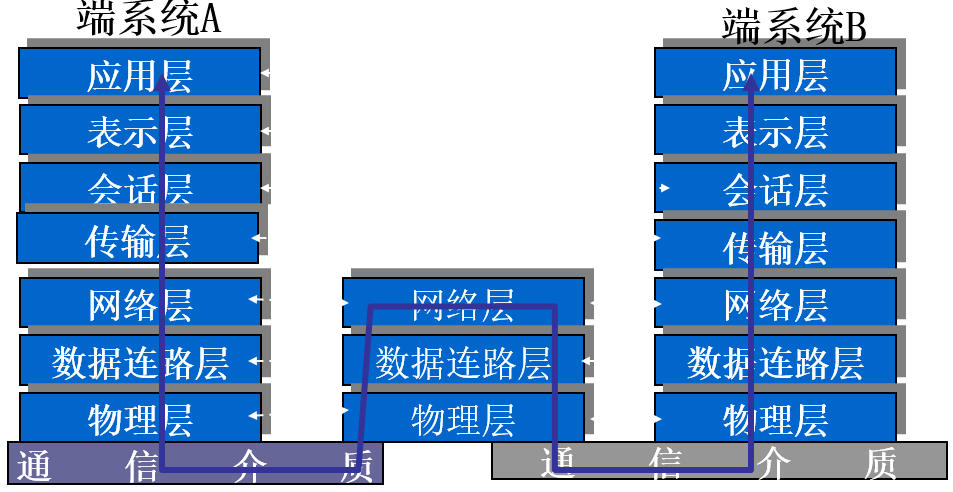 端系统A
应用层
表示层
会话层
传输层
网络层
数据连路层
物理层
通信介质
网络层
数据连路层
物理层
端系统B
应用层
表示层
会话层
传输层
网络层
数据连路层
物理层
通信介质